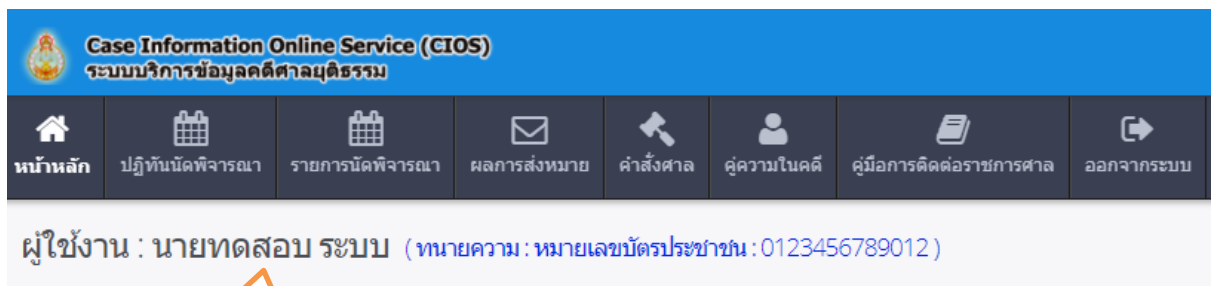 Case Information Online Service (CIOS)
ระบบบริการข้อมูลคดีศาลยุติธรรม
หน้าหลัก ปฏิทินนัดพิจารณา รายการนัดพิจารณา ผลการส่งหมาย คำสั่งศาล คู่ความในคดี คู่มือการติดต่อราชการศาล ออกจากระบบ
ผู้ใช้งาน : นายทดสอบ ระบบ ( ทนายความ : หมายเลขบัตรประชาชน : 0123456789012 )